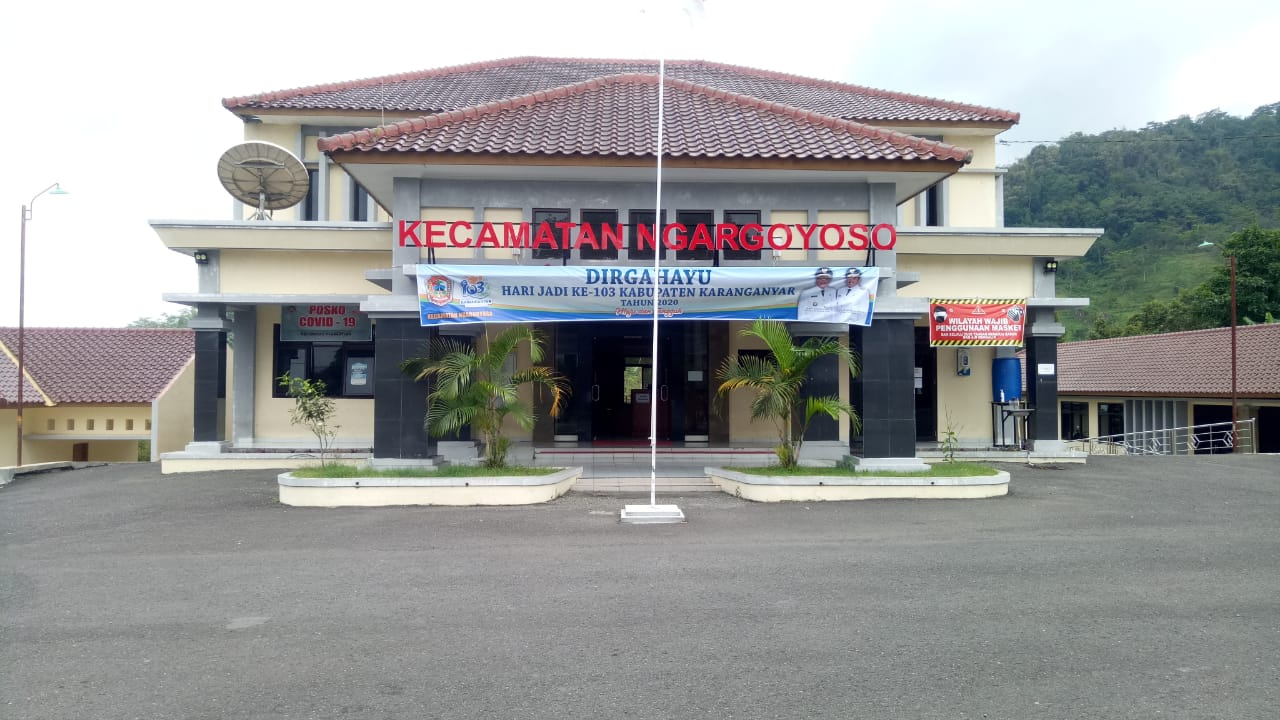 KECAMATAN NGARGOYOSO
DIRGAHAYU
HARI JADI KE-103 KABUPATEN KARANGANYAR
TAHUN 2020
KECAMATAN NGARGOYOSO
103
POSKO
COVID - 19
WILAYAH WAJIB
PENGGUNAAN MASKER